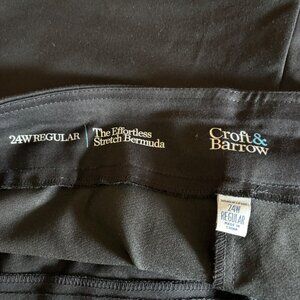 24W REGULAR
The Effortless
Stretch Bermuda
Croft &
Barrow
24W
REGULAR